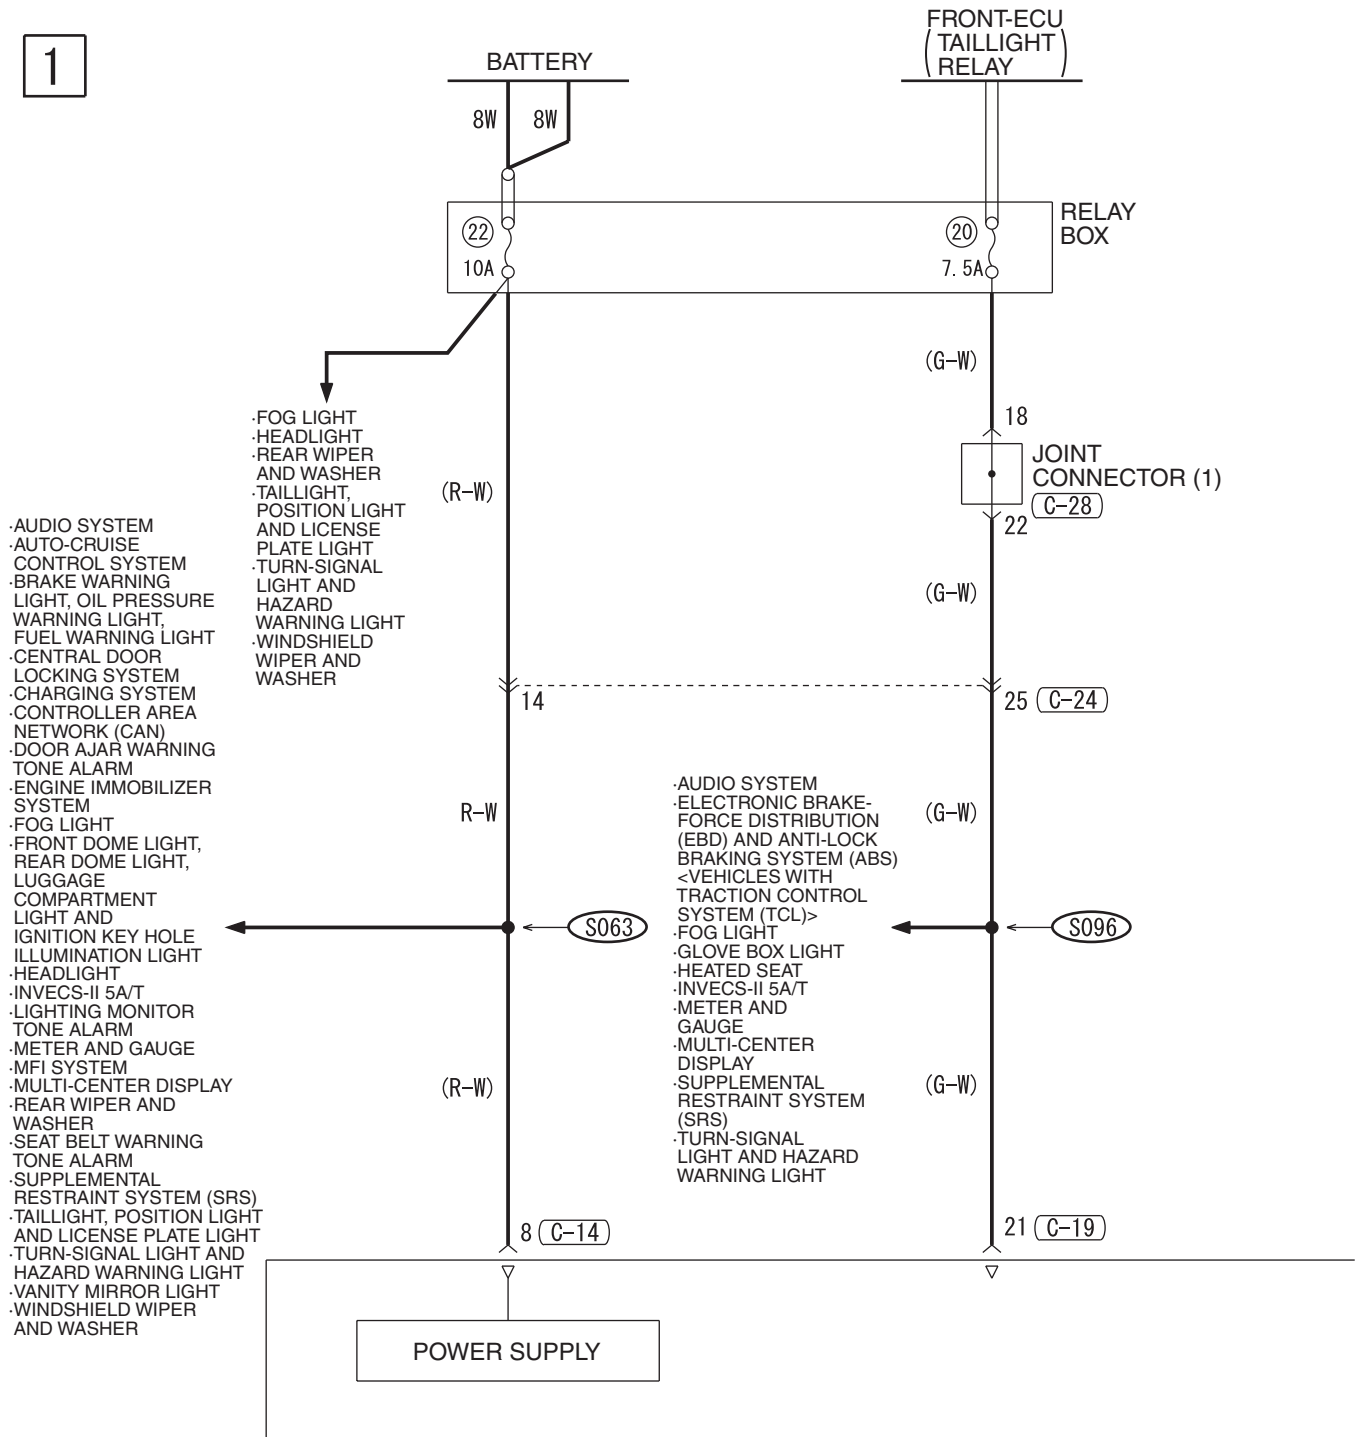 1
BATTERY
FRONT-ECU
(TAILLIGHT
RELAY)
8W
8W
RELAY
BOX
22
10A
20
7.5A
(G-W)
18
JOINT
CONNECTOR (1)
C-28
22
·FOG LIGHT
·HEADLIGHT
·REAR WIPER
AND WASHER
·TAILLIGHT,
POSITION LIGHT
AND LICENSE
PLATE LIGHT
·TURN-SIGNAL
LIGHT AND
HAZARD
WARNING LIGHT
·WINDSHIELD
WIPER AND
WASHER
(R-W)
(G-W)
14
25 C-24
R-W
(G-W)
·AUDIO SYSTEM
·AUTO-CRUISE
CONTROL SYSTEM
·BRAKE WARNING
LIGHT, OIL PRESSURE
WARNING LIGHT,
FUEL WARNING LIGHT
·CENTRAL DOOR
LOCKING SYSTEM
·CHARGING SYSTEM
·CONTROLLER AREA
NETWORK (CAN)
·DOOR AJAR WARNING
TONE ALARM
·ENGINE IMMOBILIZER
SYSTEM
·FOG LIGHT
·FRONT DOME LIGHT,
REAR DOME LIGHT,
LUGGAGE
COMPARTMENT
LIGHT AND
IGNITION KEY HOLE
ILLUMINATION LIGHT
·HEADLIGHT
·INVECS-II 5A/T
·LIGHTING MONITOR
TONE ALARM
·METER AND GAUGE
·MFI SYSTEM
·MULTI-CENTER DISPLAY
·REAR WIPER AND
WASHER
·SEAT BELT WARNING
TONE ALARM
·SUPPLEMENTAL
RESTRAINT SYSTEM (SRS)
·TAILLIGHT, POSITION LIGHT
AND LICENSE PLATE LIGHT
·TURN-SIGNAL LIGHT AND
HAZARD WARNING LIGHT
·VANITY MIRROR LIGHT
·WINDSHIELD WIPER
AND WASHER
S063
·AUDIO SYSTEM
·ELECTRONIC BRAKE-
FORCE DISTRIBUTION
(EBD) AND ANTI-LOCK
BRAKING SYSTEM (ABS)
<VEHICLES WITH
TRACTION CONTROL
SYSTEM (TCL)>
·FOG LIGHT
·GLOVE BOX LIGHT
·HEATED SEAT
·INVECS-II 5A/T
·METER AND
GAUGE
·MULTI-CENTER
DISPLAY
·SUPPLEMENTAL
RESTRAINT SYSTEM
(SRS)
·TURN-SIGNAL
LIGHT AND HAZARD
WARNING LIGHT
S096
(R-W)
(G-W)
8 C-14
21 C-19
POWER SUPPLY